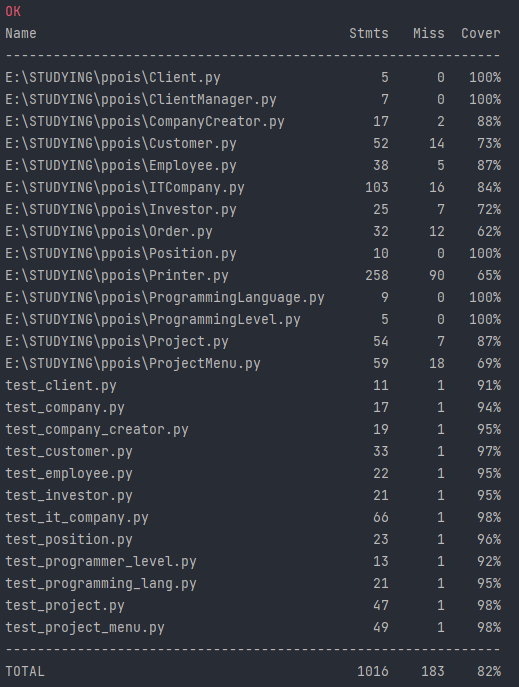 OK
Name Stmts Miss Cover
---------------------------------------------------------------
E:\STUDYING\ppois\Client.py 5 0 100%
E:\STUDYING\ppois\ClientManager.py 7 0 100%
E:\STUDYING\ppois\CompanyCreator.py 17 2 88%
E:\STUDYING\ppois\Customer.py 52 14 73%
E:\STUDYING\ppois\Employee.py 38 5 87%
E:\STUDYING\ppois\ITCompany.py 103 16 84%
E:\STUDYING\ppois\Investor.py 25 7 72%
E:\STUDYING\ppois\Order.py 32 12 62%
E:\STUDYING\ppois\Position.py 10 0 100%
E:\STUDYING\ppois\Printer.py 258 90 65%
E:\STUDYING\ppois\ProgrammingLanguage.py 9 0 100%
E:\STUDYING\ppois\ProgrammingLevel.py 5 0 100%
E:\STUDYING\ppois\Project.py 54 7 87%
E:\STUDYING\ppois\ProjectMenu.py 59 18 69%
test_client.py 11 1 91%
test_company.py 17 1 94%
test_company_creator.py 19 1 95%
test_customer.py 33 1 97%
test_employee.py 22 1 95%
test_investor.py 21 1 95%
test_it_company.py 66 1 98%
test_position.py 23 1 96%
test_programmer_level.py 13 1 92%
test_programming_lang.py 21 1 95%
test_project.py 47 1 98%
test_project_menu.py 49 1 98%
---------------------------------------------------------------
TOTAL 1016 183 82%